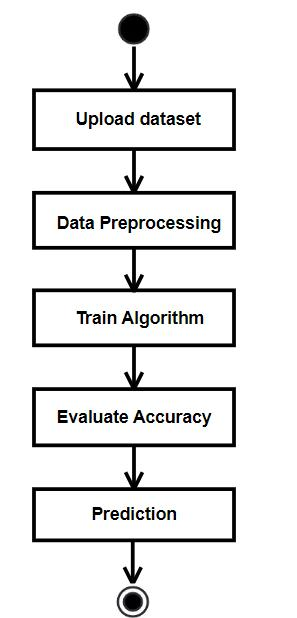 Upload dataset
Data Preprocessing
Train Algorithm
Evaluate Accuracy
Prediction